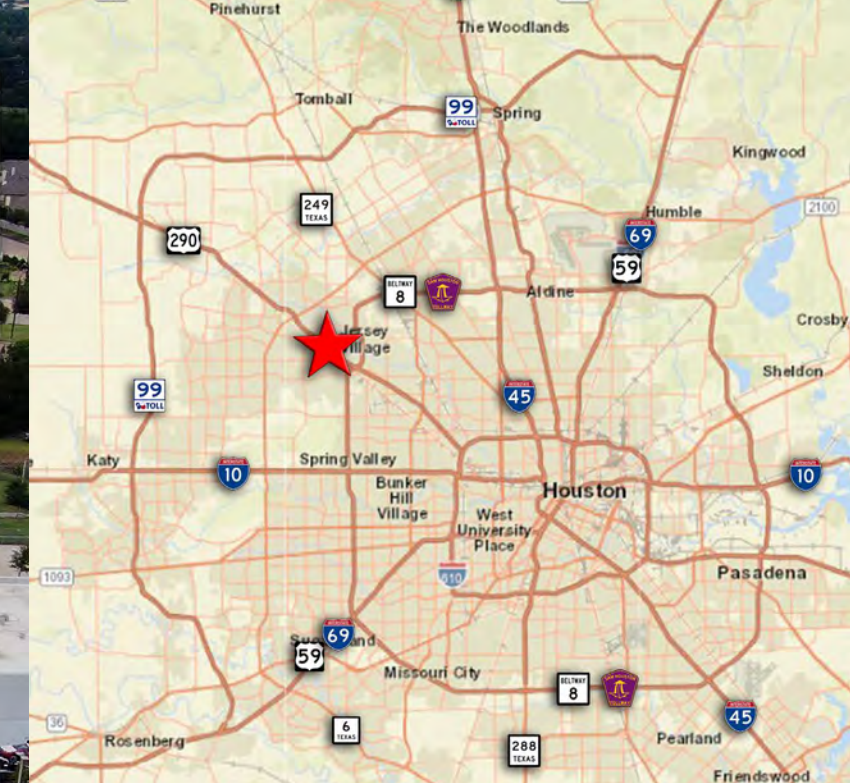 Pinehurst
The Woodlands
Tomball
99
TOLL
Spring
Kingwood
249
TEXAS
2100
Humble
290
69
59
BELTWAY
8
Aldine
Crosby
Jersey
Village
Sheldon
99
TOLL
45
Katy
10
Spring Valley
10
Bunker
Hill
Village
Houston
West
University
Place
1093
610
Pasadena
69
59
Missouri City
BELTWAY
8
36
6
TEXAS
45
Rosenberg
288
TEXAS
Pearland
Friendswood